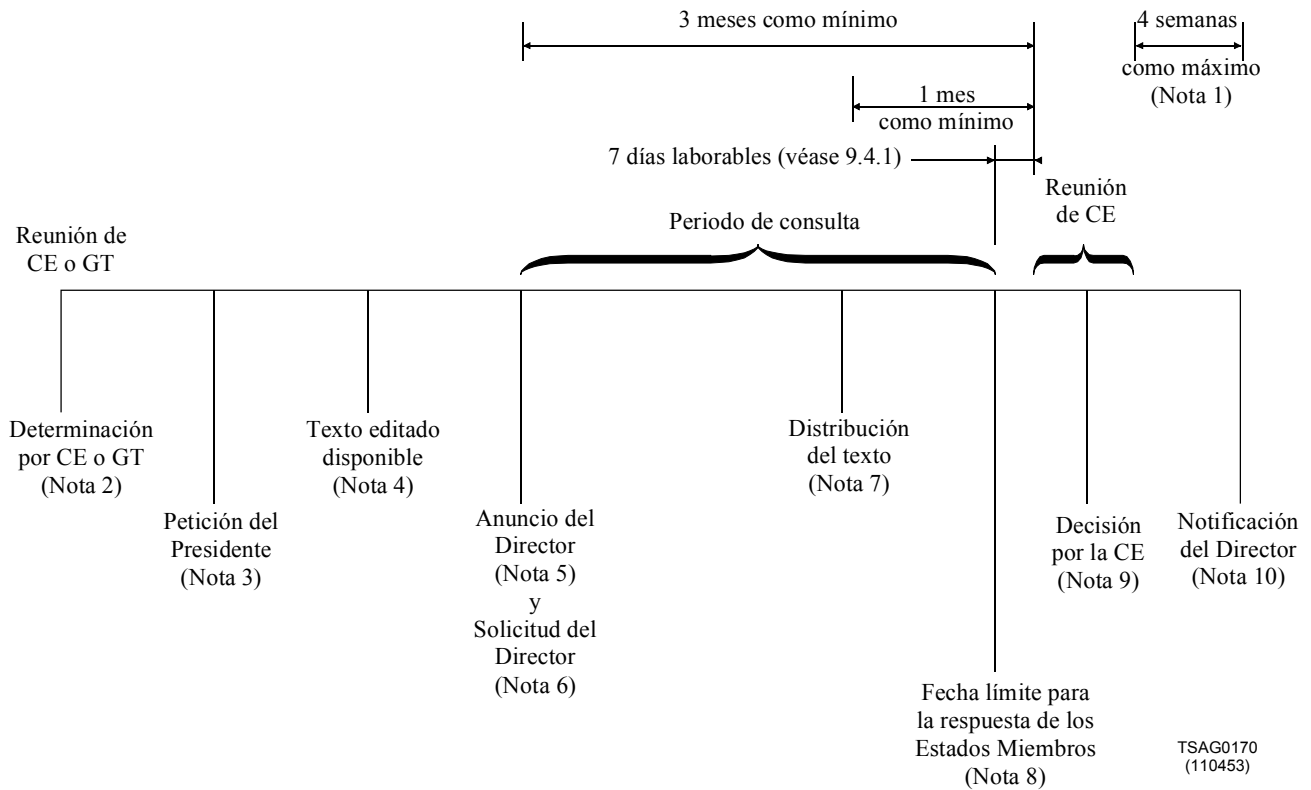 3 meses como mínimo
4 semanas
como máximo
(Nota 1)
1 mes
como mínimo
7 días laborables (véase 9.4.1)
Reunión
de CE
Periodo de consulta
Reunión de
CE o GT
Determinación
por CE o GT
(Nota 2)
Petición del
Presidente
(Nota 3)
Texto editado
disponible
(Nota 4)
Anuncio del
Director
(Nota 5)
y
Solicitud del
Director
(Nota 6)
Distribución
del texto
(Nota 7)
Fecha límite para
la respuesta de los
Estados Miembros
(Nota 8)
Decisión
por la CE
(Nota 9)
Notificación
del Director
(Nota 10)
TSAG0170
(110453)